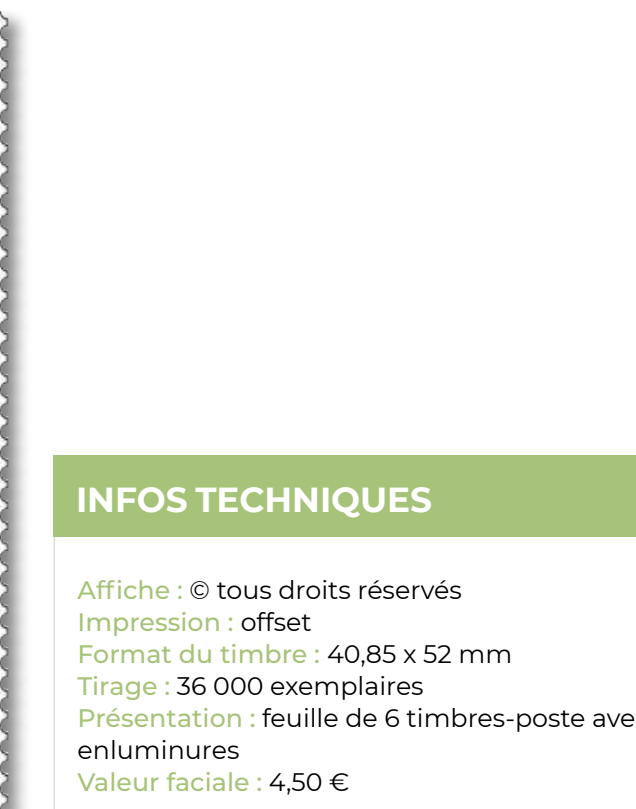 INFOS TECHNIQUES
Affiche : © tous droits réservés
Impression : offset
Format du timbre : 40,85 x 52 mm
Tirage : 36 000 exemplaires
Présentation : feuille de 6 timbres-poste ave
enluminures
Valeur faciale : 4,50 €